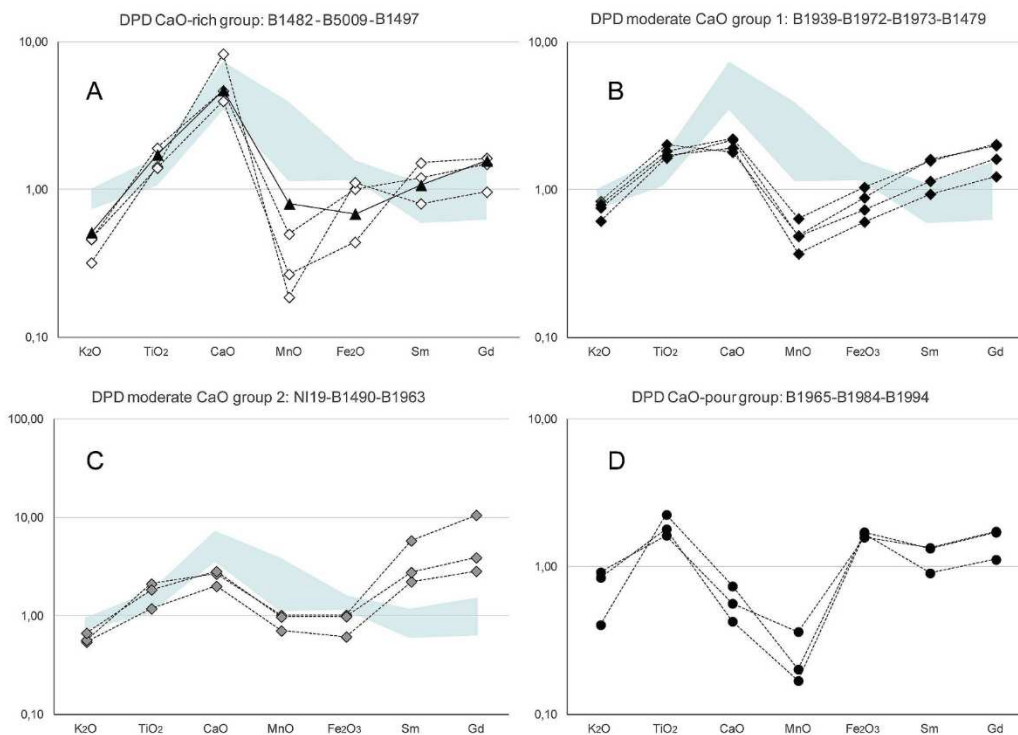 DPD CaO-rich group: B1482-B5009-B1497
10,00
A
1,00
0,10
K2O TiO2 CaO MnO Fe2O Sm Gd
DPD moderate CaO group 1: B1939-B1972-B1973-B1479
10,00
B
1,00
0,10
K2O TiO2 CaO MnO Fe2O3 Sm Gd
DPD moderate CaO group 2: NI19-B1490-B1963
100,00
C
10,00
1,00
0,10
K2O TiO2 CaO MnO Fe2O3 Sm Gd
DPD CaO-pour group: B1965-B1984-B1994
10,00
D
1,00
0,10
K2O TiO2 CaO MnO Fe2O3 Sm Gd